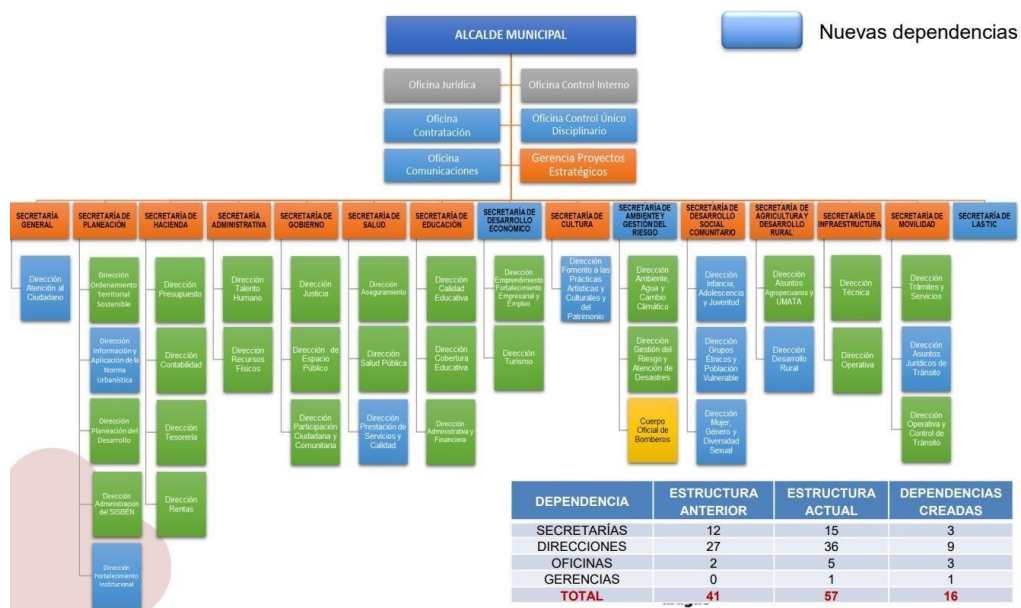 ALCALDE MUNICIPAL
Nuevas dependencias
Oficina Jurídica
Oficina Control Interno
Oficina
Contratación
Oficina Control Único
Disciplinario
Oficina
Comunicaciones
Gerencia Proyectos
Estratégicos
SECRETARÍA
GENERAL
SECRETARÍA DE
PLANEACIÓN
SECRETARÍA DE
HACIENDA
SECRETARÍA
ADMINISTRATIVA
SECRETARÍA DE
GOBIERNO
SECRETARÍA DE
SALUD
SECRETARÍA DE
EDUCACIÓN
SECRETARÍA DE
DESARROLLO
ECONÓMICO
SECRETARÍA DE
CULTURA
SECRETARÍA DE
AMBIENTE Y
GESTIÓN DEL
RIESGO
SECRETARÍA DE
DESARROLLO
SOCIAL
COMUNITARIO
SECRETARÍA DE
AGRICULTURA Y
DESARROLLO
RURAL
SECRETARÍA DE
INFRAESTRUCTURA
SECRETARÍA DE
MOVILIDAD
SECRETARÍA DE
LAS TIC
Dirección
Atención al
Ciudadano
Dirección
Ordenamiento
Territorial
Sostenible
Dirección
Información y
Aplicación de la
Norma
Urbanística
Dirección
Planeación del
Desarrollo
Dirección
Administración
del SISBÉN
Dirección
Fortalecimiento
Institucional
Dirección
Presupuesto
Dirección
Contabilidad
Dirección
Tesorería
Dirección
Rentas
Dirección
Talento
Humano
Dirección
Recursos
Físicos
Dirección
Justicia
Dirección de
Espacio
Público
Dirección
Participación
Ciudadana y
Comunitaria
Dirección
Aseguramiento
Dirección
Salud Pública
Dirección
Prestación de
Servicios y
Calidad
Dirección
Calidad
Educativa
Dirección
Cobertura
Educativa
Dirección
Administrativa y
Financiera
Dirección
Emprendimiento
Fortalecimiento
Empresarial y
Empleo
Dirección
Turismo
Dirección
Fomento a las
Prácticas
Artísticas y
Culturales y del
Patrimonio
Dirección
Ambiente,
Agua y
Cambio
Climático
Dirección
Gestión del
Riesgo y
Atención de
Desastres
Cuerpo
Oficial de
Bomberos
Dirección
Infancia,
Adolescencia
y Juventud
Dirección
Grupos
Étnicos y
Población
Vulnerable
Dirección
Mujer,
Género y
Diversidad
Sexual
Dirección
Asuntos
Agropecuarios y
UMATA
Dirección
Desarrollo
Rural
Dirección
Técnica
Dirección
Operativa
Dirección
Trámites y
Servicios
Dirección
Asuntos
Jurídicos de
Tránsito
Dirección
Operativa y
Control de
Tránsito
DEPENDENCIA ESTRUCTURA ANTERIOR ESTRUCTURA ACTUAL DEPENDENCIAS CREADAS
SECRETARÍAS 12 15 3
DIRECCIONES 27 36 9
OFICINAS 2 5 3
GERENCIAS 0 1 1
TOTAL 41 57 16